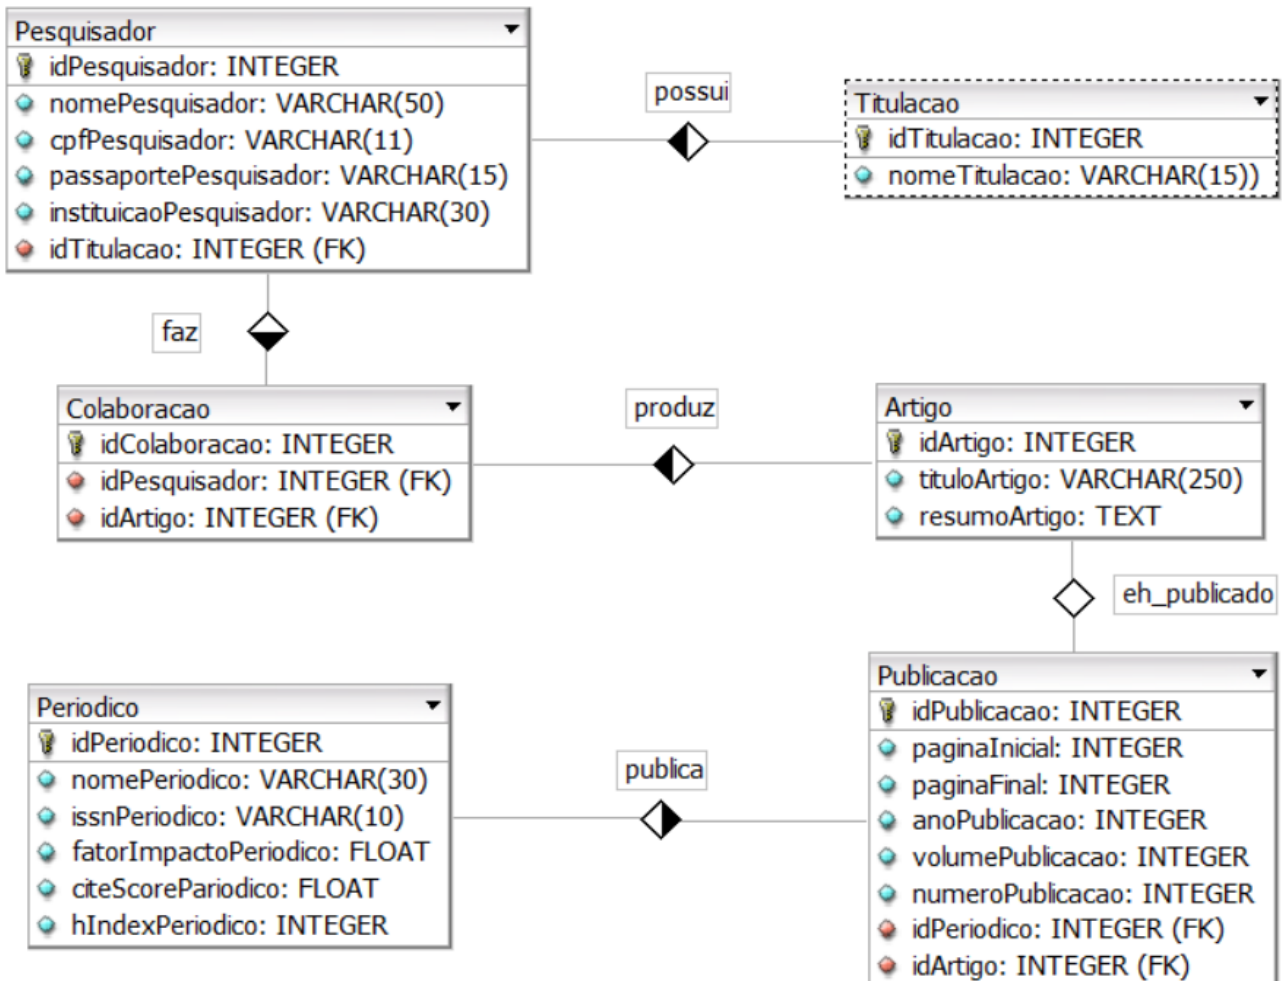 Pesquisador
idPesquisador: INTEGER
nomePesquisador: VARCHAR(50)
cpfPesquisador: VARCHAR(11)
passaportePesquisador: VARCHAR(15)
instituicaoPesquisador: VARCHAR(30)
idTitulacao: INTEGER (FK)
possui
Titulacao
idTitulacao: INTEGER
nomeTitulacao: VARCHAR(15))
faz
Colaboracao
idColaboracao: INTEGER
idPesquisador: INTEGER (FK)
idArtigo: INTEGER (FK)
produz
Artigo
idArtigo: INTEGER
tituloArtigo: VARCHAR(250)
resumoArtigo: TEXT
eh_publicado
Periodico
idPeriodico: INTEGER
nomePeriodico: VARCHAR(30)
issnPeriodico: VARCHAR(10)
fatorImpactoPeriodico: FLOAT
citeScorePariodico: FLOAT
hIndexPeriodico: INTEGER
publica
Publicacao
idPublicacao: INTEGER
paginaInicial: INTEGER
paginaFinal: INTEGER
anoPublicacao: INTEGER
volumePublicacao: INTEGER
numeroPublicacao: INTEGER
idPeriodico: INTEGER (FK)
idArtigo: INTEGER (FK)